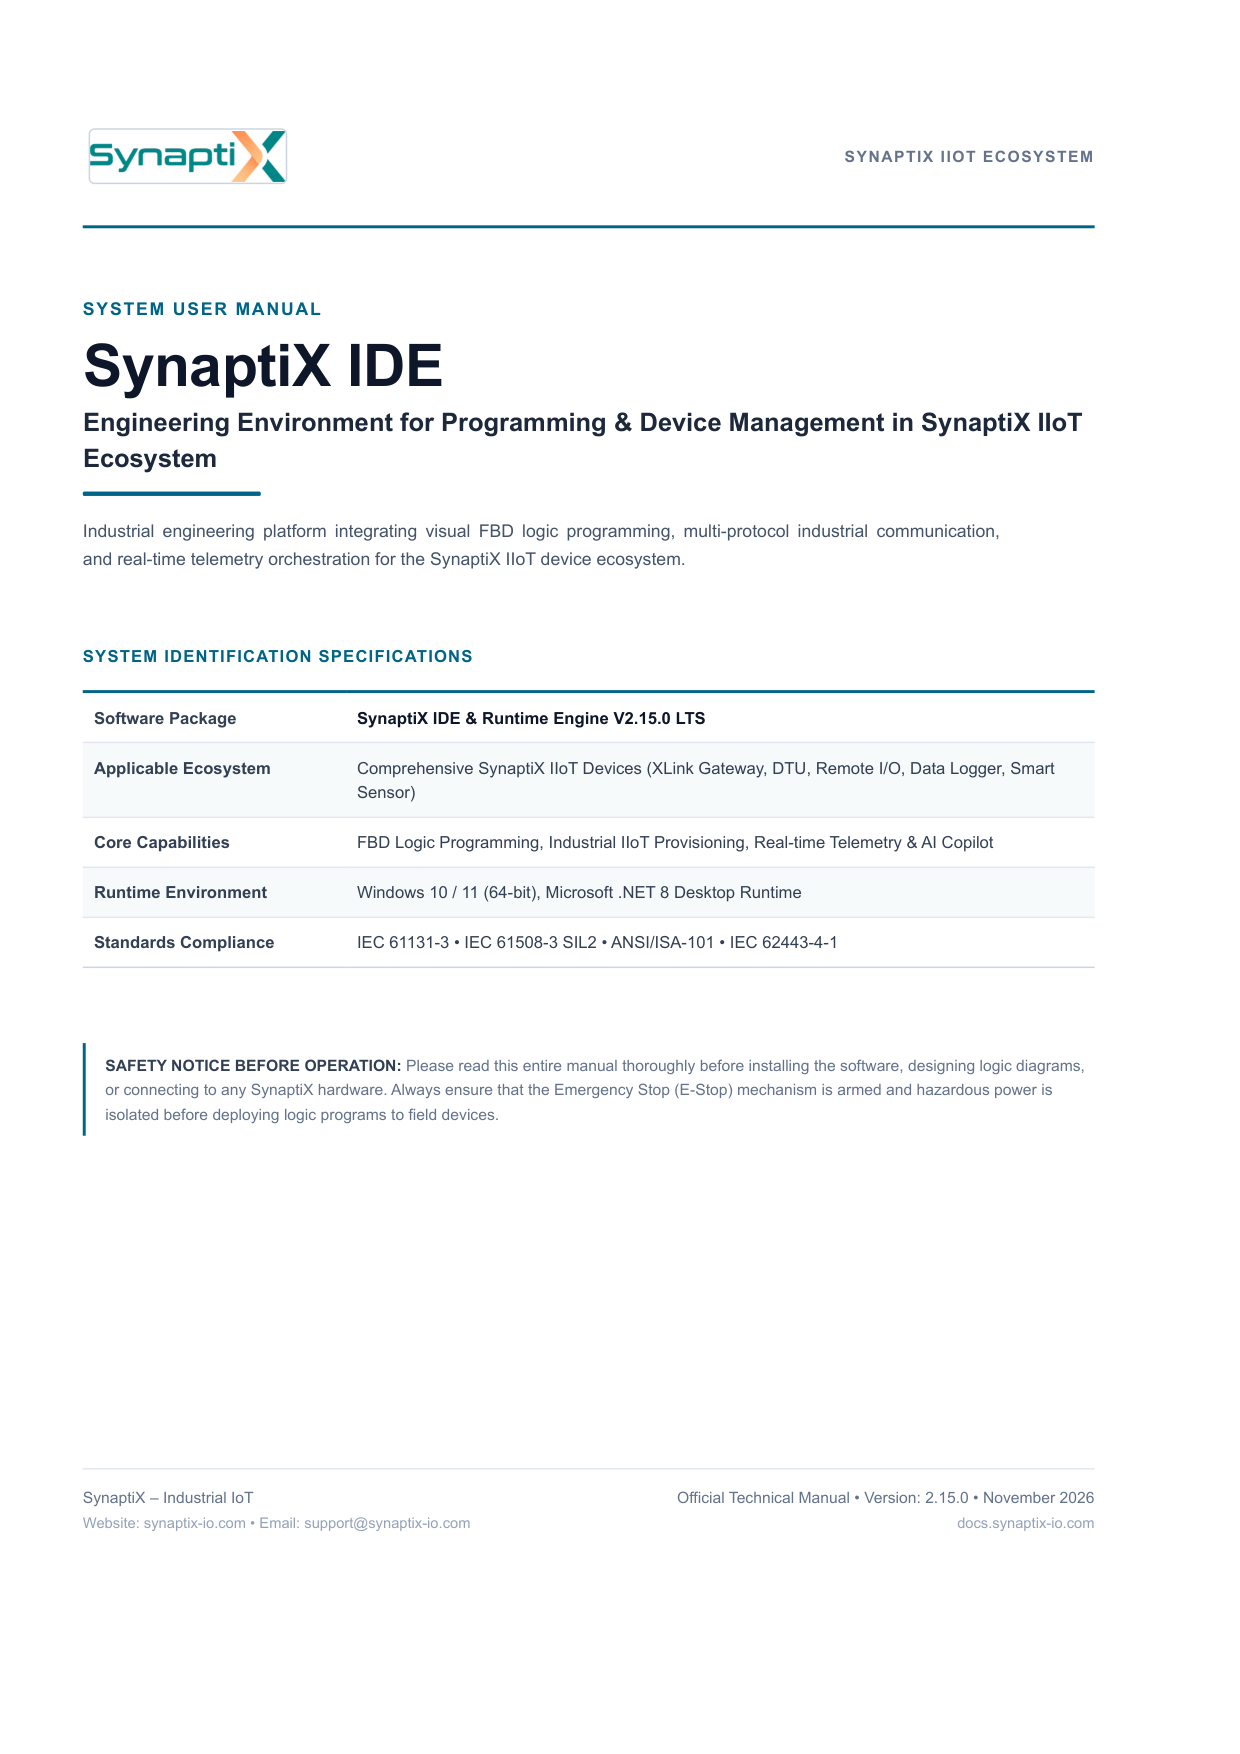 SynaptiX
SYNAPTIX IIOT ECOSYSTEM
SYSTEM USER MANUAL
SynaptiX IDE
Engineering Environment for Programming & Device Management in SynaptiX IIoT
Ecosystem
Industrial engineering platform integrating visual FBD logic programming, multi-protocol industrial communication,
and real-time telemetry orchestration for the SynaptiX IIoT device ecosystem.
SYSTEM IDENTIFICATION SPECIFICATIONS
Software Package SynaptiX IDE & Runtime Engine V2.15.0 LTS
Applicable Ecosystem Comprehensive SynaptiX IIoT Devices (XLink Gateway, DTU, Remote I/O, Data Logger, Smart
Sensor)
Core Capabilities FBD Logic Programming, Industrial IIoT Provisioning, Real-time Telemetry & AI Copilot
Runtime Environment Windows 10 / 11 (64-bit), Microsoft .NET 8 Desktop Runtime
Standards Compliance IEC 61131-3 • IEC 61508-3 SIL2 • ANSI/ISA-101 • IEC 62443-4-1
SAFETY NOTICE BEFORE OPERATION: Please read this entire manual thoroughly before installing the software, designing logic diagrams,
or connecting to any SynaptiX hardware. Always ensure that the Emergency Stop (E-Stop) mechanism is armed and hazardous power is
isolated before deploying logic programs to field devices.
SynaptiX – Industrial IoT Official Technical Manual • Version: 2.15.0 • November 2026
Website: synaptix-io.com • Email: support@synaptix-io.com docs.synaptix-io.com